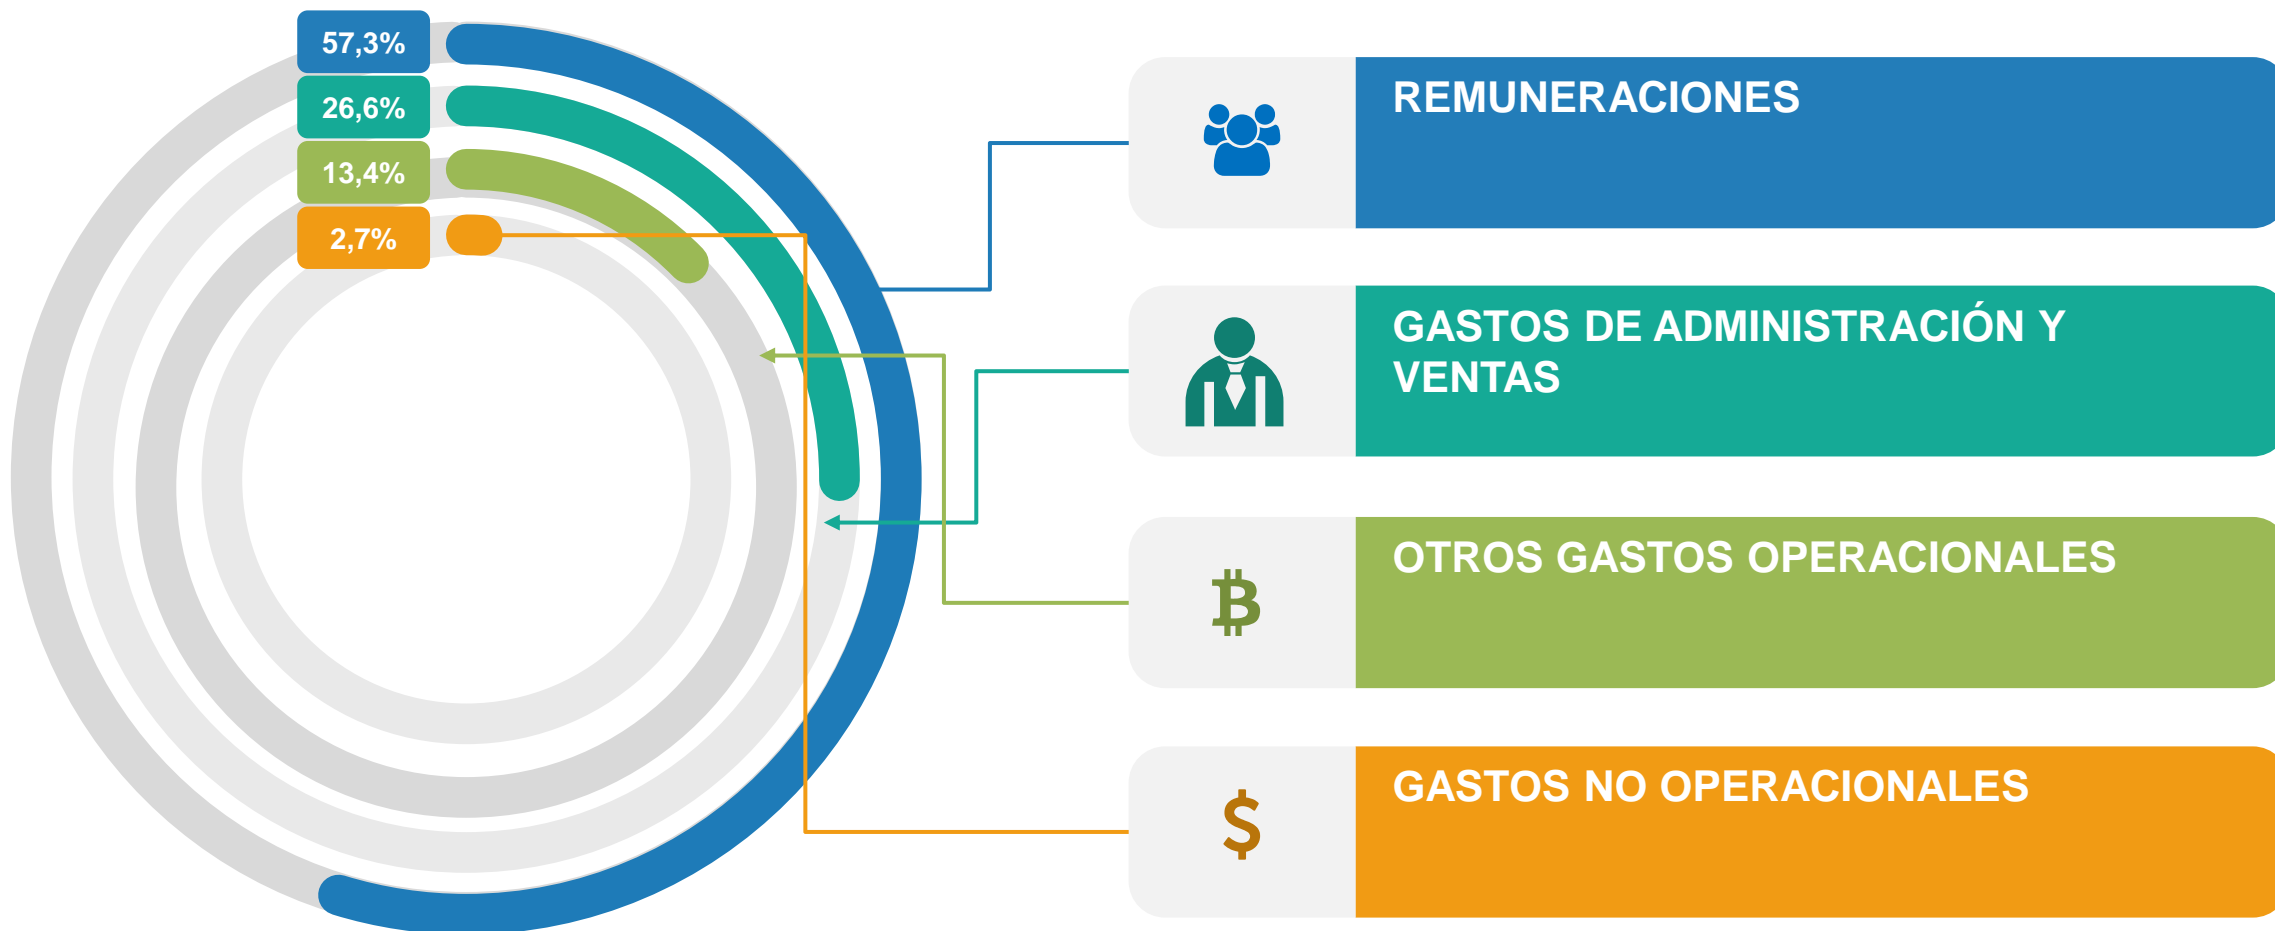 57,3%
26,6%
13,4%
2,7%
REMUNERACIONES
GASTOS DE ADMINISTRACIÓN Y
VENTAS
OTROS GASTOS OPERACIONALES
GASTOS NO OPERACIONALES